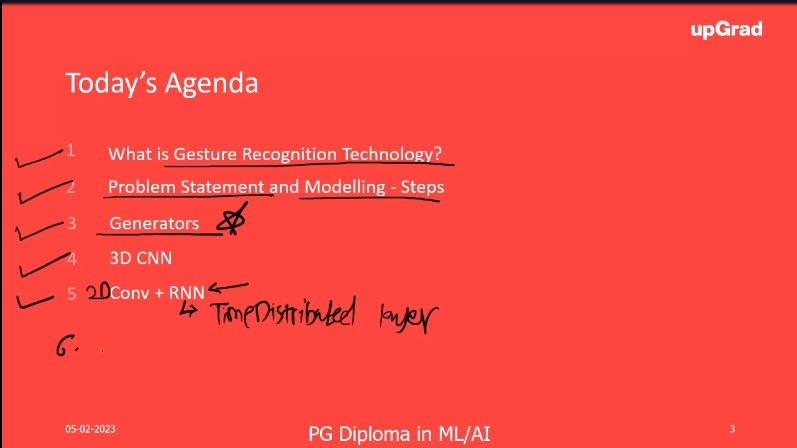 upGrad
Today's Agenda
1 What is Gesture Recognition Technology?
2 Problem Statement and Modelling - Steps
3 Generators
4 3D CNN
5 2D Conv + RNN
TimeDistributed layer
6.
05-02-2023
PG Diploma in ML/AI
3